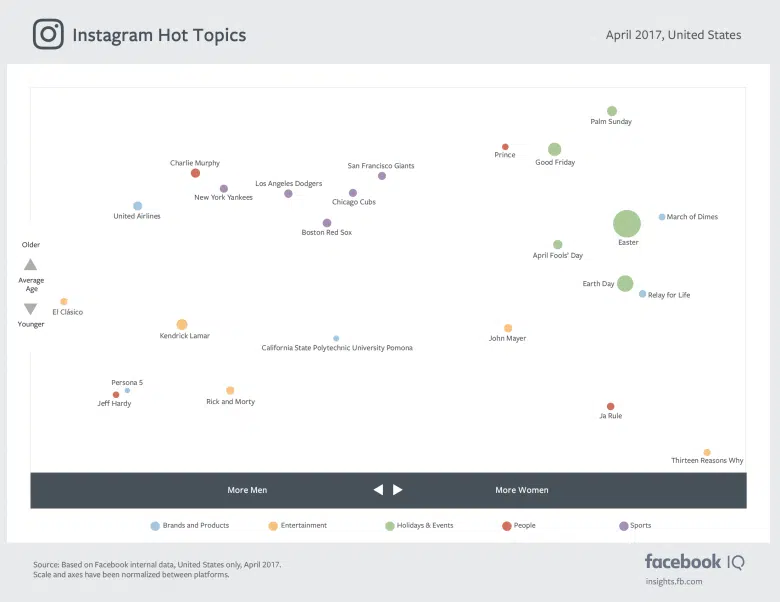 Instagram Hot Topics
April 2017, United States
Palm Sunday
Prince
Good Friday
Charlie Murphy
San Francisco Giants
Los Angeles Dodgers
New York Yankees
Chicago Cubs
United Airlines
March of Dimes
Boston Red Sox
Easter
Older
April Fools' Day
Average
Age
Earth Day
Relay for Life
El Clásico
Younger
Kendrick Lamar
John Mayer
California State Polytechnic University Pomona
Persona 5
Jeff Hardy
Rick and Morty
Ja Rule
Thirteen Reasons Why
More Men
More Women
Brands and Products
Entertainment
Holidays & Events
People
Sports
Source: Based on Facebook internal data, United States only, April 2017.
Scale and axes have been normalized between platforms.
facebook IQ
insights.fb.com